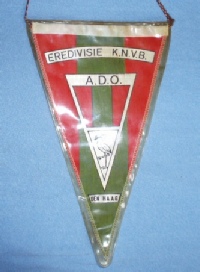 EREDIVISIE K.N.V.B.
A.D.O.
DEN HAAG